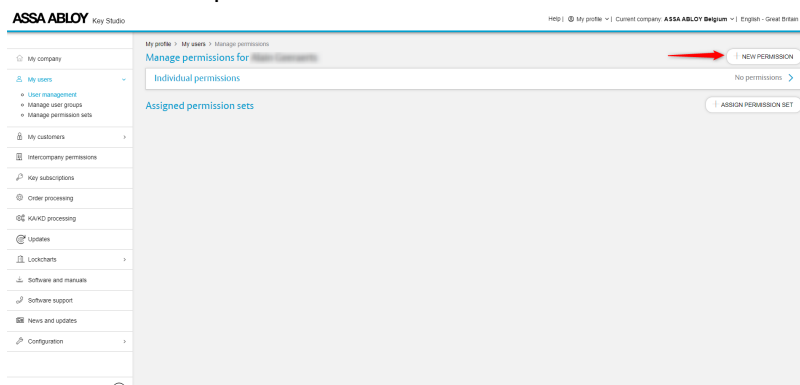 ASSA ABLOY Key Studio
Help | My profile | Current company: ASSA ABLOY Belgium | English - Great Britain
My profile > My users > Manage permissions
Manage permissions for
+ NEW PERMISSION
Individual permissions
No permissions >
Assigned permission sets
+ ASSIGN PERMISSION SET
My company
My users
User management
Manage user groups
Manage permission sets
My customers
Intercompany permissions
Key subscriptions
Order processing
KA/KD processing
Updates
Lockcharts
Software and manuals
Software support
News and updates
Configuration